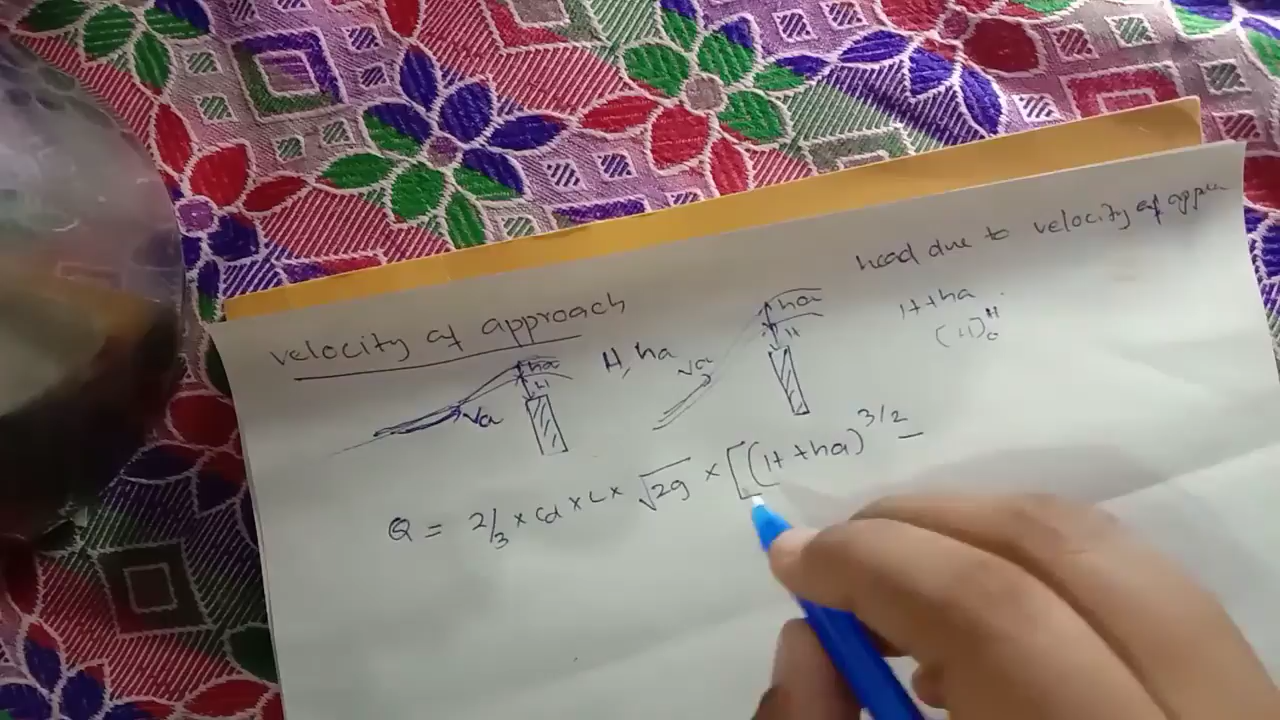 head due to velocity of
velocity of approach
ha
H
Va
H, ha
Va
ha
H
H+ha
Q = 2/3 × Cd × L × √2g × [(H+ha)^3/2 −